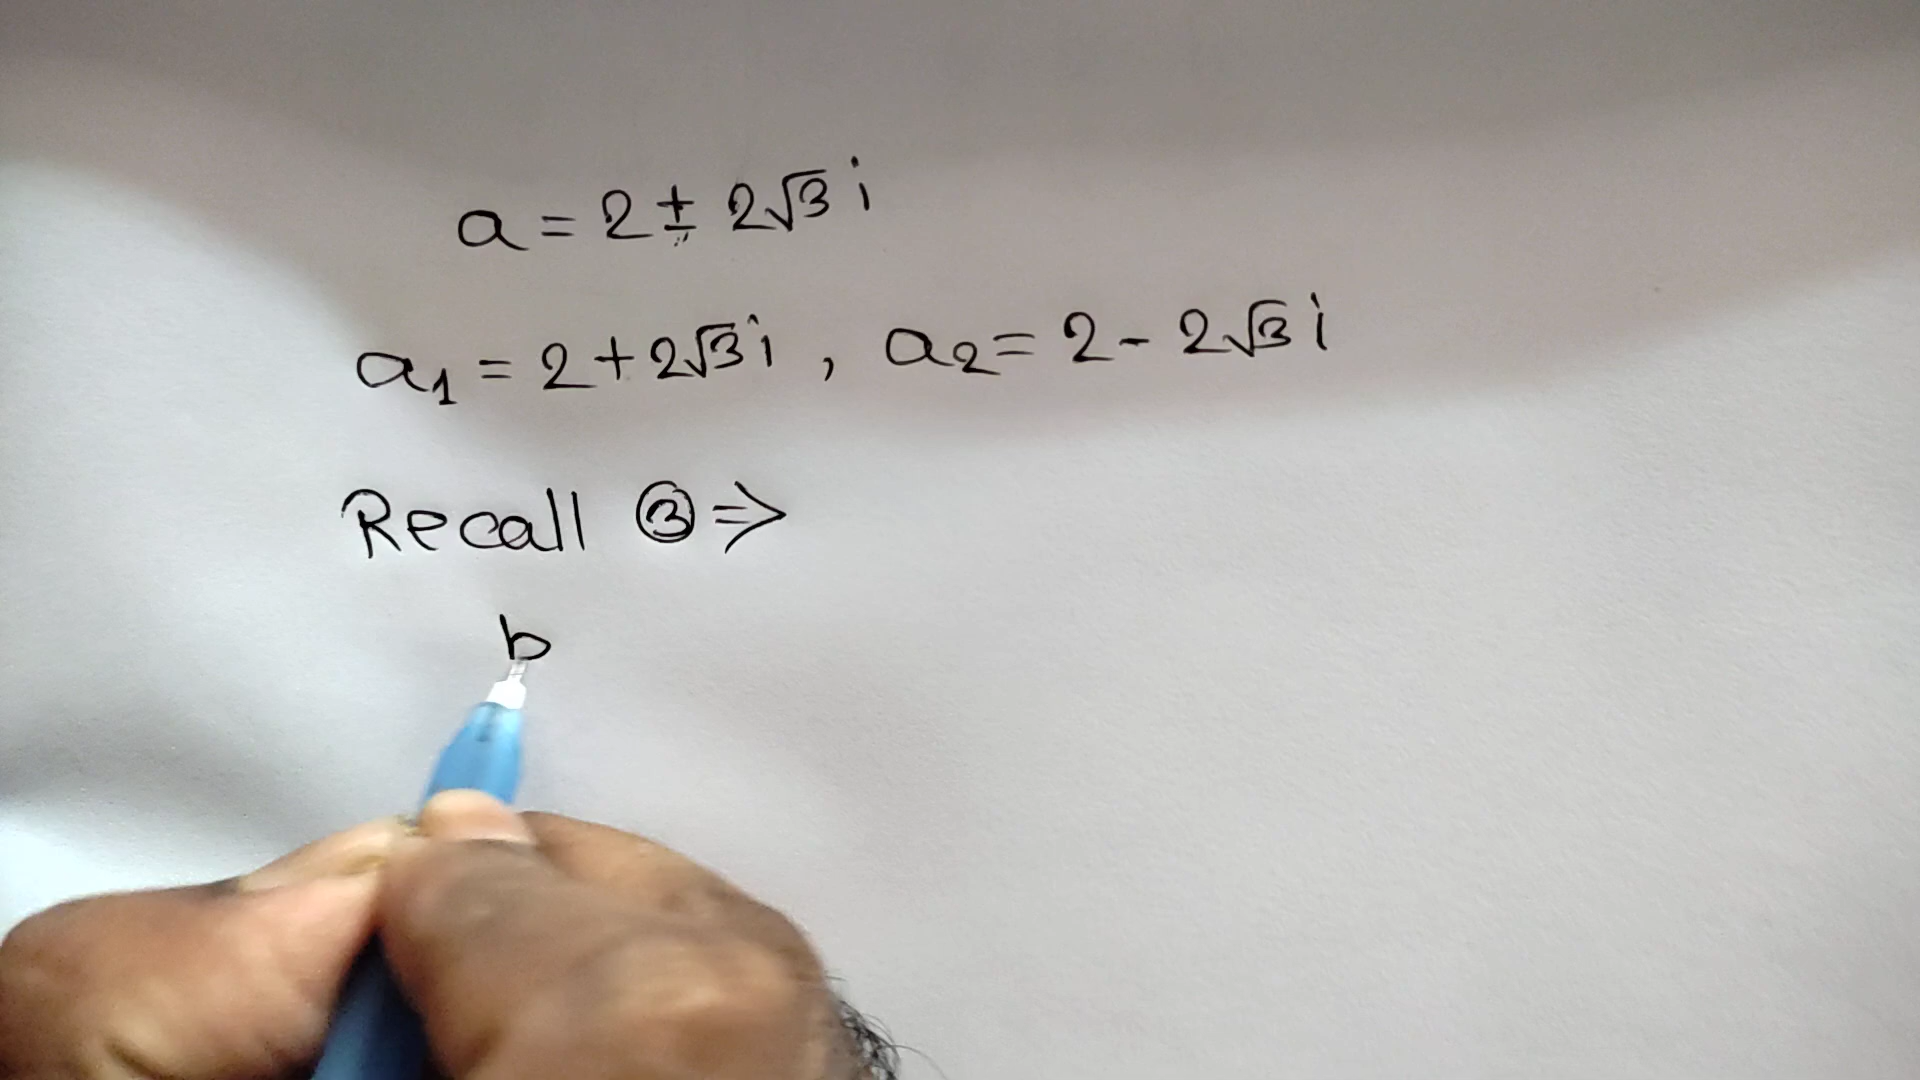 a = 2 ± 2√3 i
a₁ = 2 + 2√3 i , a₂ = 2 - 2√3 i
Recall ③ ⇒
b